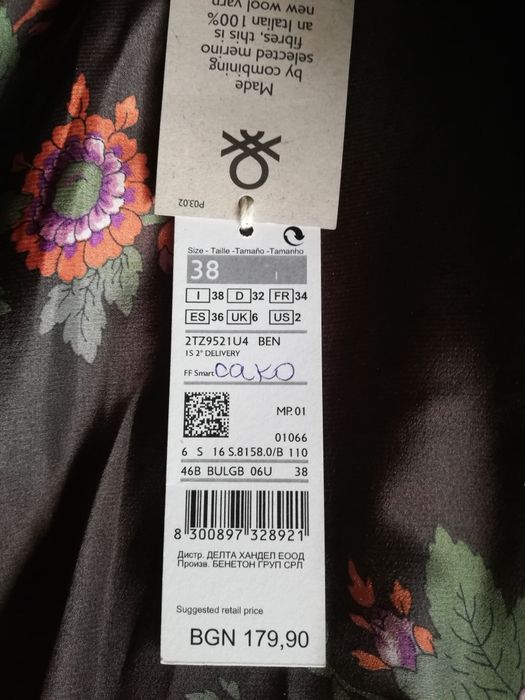 Made
by combining
selected merino
fibres, this is
an Italian 100%
new wool yarn
P03.02
Size - Taille -Tamaño -Tamanho
38
I 38 D 32 FR 34
ES 36 UK 6 US 2
2TZ9521U4 BEN
1S 2° DELIVERY
FF Smart сако
MP. 01
01066
6 S 16 S.8158.0/B 110
46B BULGB 06U 38
8 300897 328921
Дистр. ДЕЛТА ХАНДЕЛ ЕООД
Произв. БЕНЕТОН ГРУП СРЛ
Suggested retail price
BGN 179,90